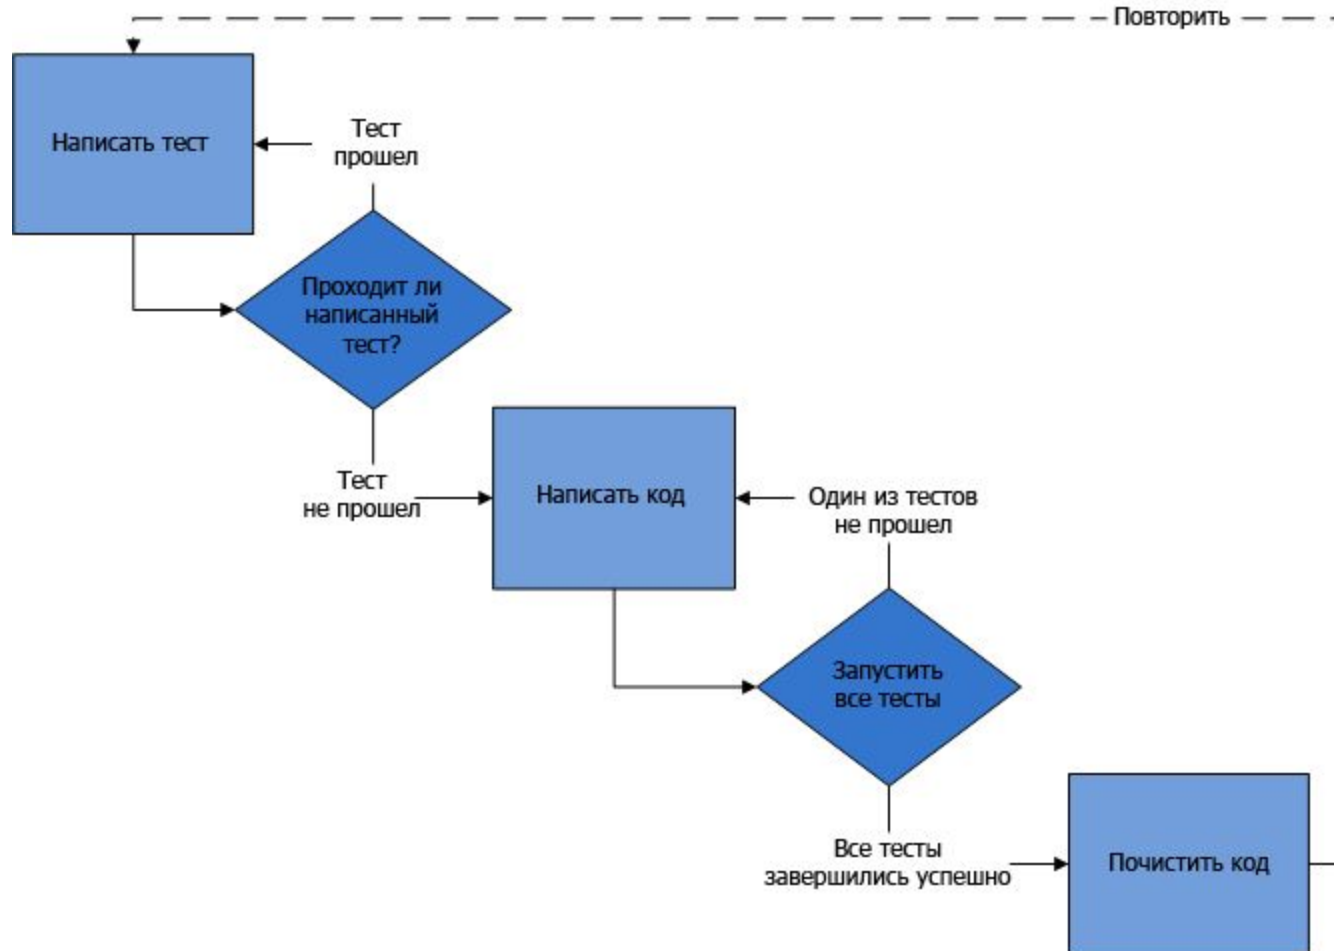 Повторить
Написать тест
Тест
прошел
Проходит ли
написанный
тест?
Тест
не прошел
Написать код
Один из тестов
не прошел
Запустить
все тесты
Все тесты
завершились успешно
Почистить код